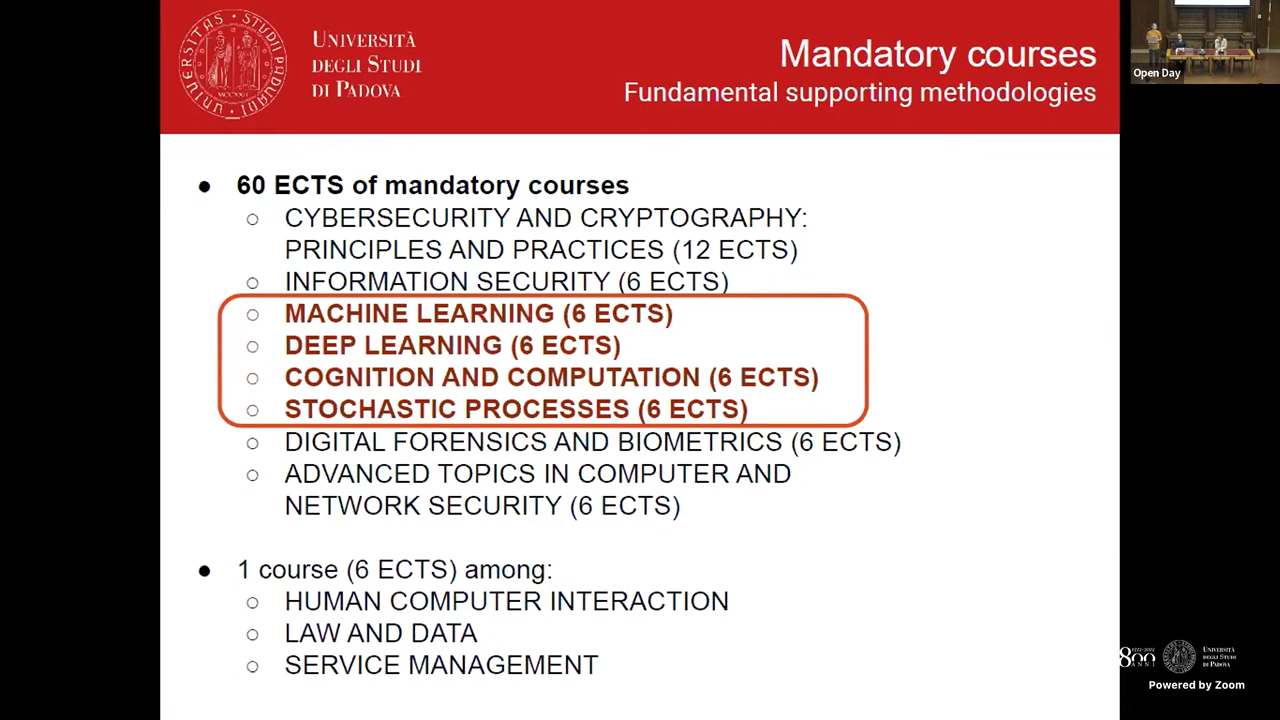 UNIVERSITÀ
DEGLI STUDI
DI PADOVA
Mandatory courses
Fundamental supporting methodologies
Open Day
● 60 ECTS of mandatory courses
○ CYBERSECURITY AND CRYPTOGRAPHY:
PRINCIPLES AND PRACTICES (12 ECTS)
○ INFORMATION SECURITY (6 ECTS)
○ MACHINE LEARNING (6 ECTS)
○ DEEP LEARNING (6 ECTS)
○ COGNITION AND COMPUTATION (6 ECTS)
○ STOCHASTIC PROCESSES (6 ECTS)
○ DIGITAL FORENSICS AND BIOMETRICS (6 ECTS)
○ ADVANCED TOPICS IN COMPUTER AND
NETWORK SECURITY (6 ECTS)
● 1 course (6 ECTS) among:
○ HUMAN COMPUTER INTERACTION
○ LAW AND DATA
○ SERVICE MANAGEMENT
800
ANNI
UNIVERSITÀ
DEGLI STUDI
DI PADOVA
Powered by Zoom